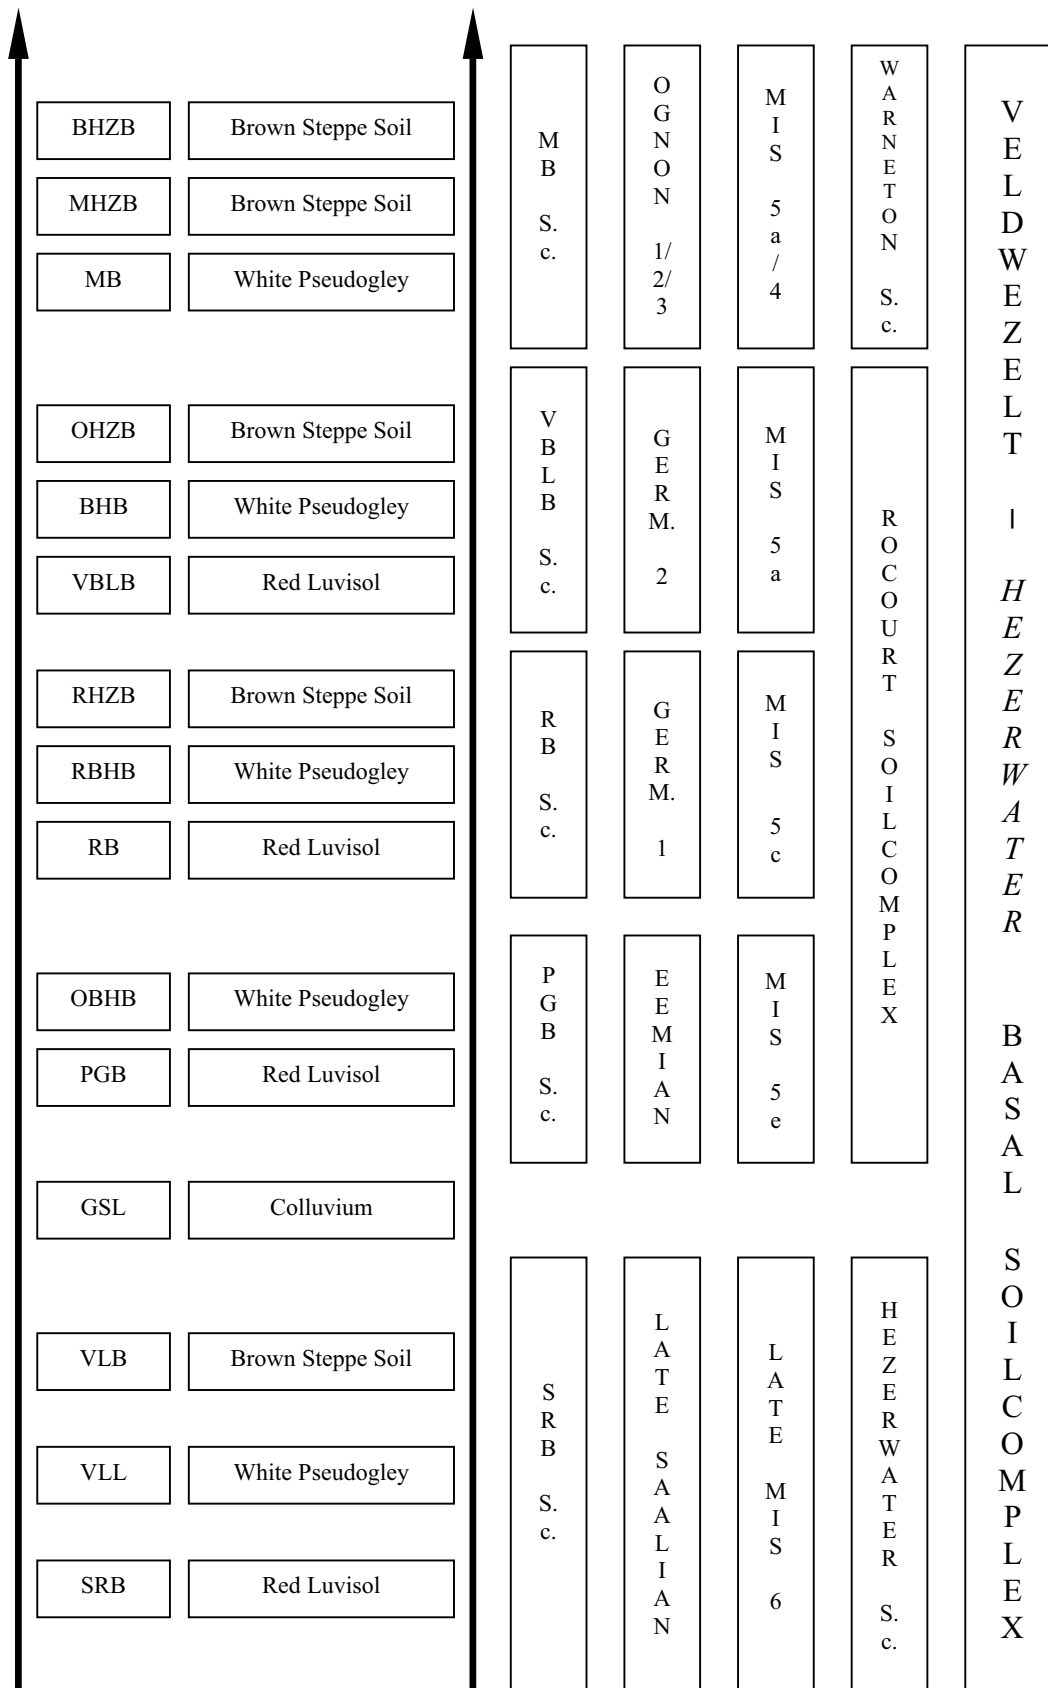 BHZB Brown Steppe Soil
MHZB Brown Steppe Soil
MB White Pseudogley
OHZB Brown Steppe Soil
BHB White Pseudogley
VBLB Red Luvisol
RHZB Brown Steppe Soil
RBHB White Pseudogley
RB Red Luvisol
OBHB White Pseudogley
PGB Red Luvisol
GSL Colluvium
VLB Brown Steppe Soil
VLL White Pseudogley
SRB Red Luvisol
MB S.c.
VBLB S.c.
RB S.c.
PGB S.c.
SRB S.c.
OGNON 1/2/3
GERM. 2
GERM. 1
EEMIAN
LATE SAALIAN
MIS 5a/4
MIS 5a
MIS 5c
MIS 5e
LATE MIS 6
WARNETON S.c.
ROCOURT SOILCOMPLEX
HEZERWATER S.c.
VELDWEZELT – HEZERWATER BASAL SOILCOMPLEX